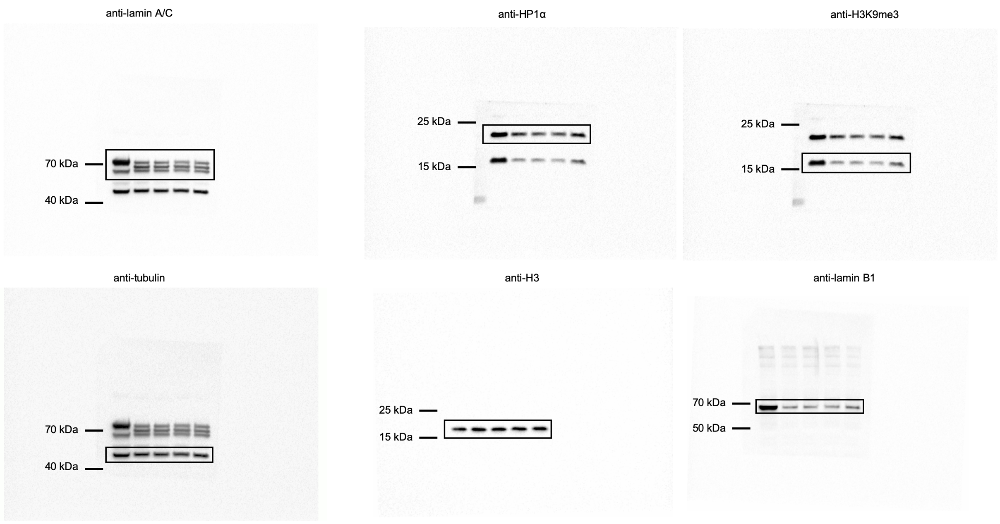 anti-lamin A/C
70 kDa
40 kDa
anti-HP1α
25 kDa
15 kDa
anti-H3K9me3
25 kDa
15 kDa
anti-tubulin
70 kDa
40 kDa
anti-H3
25 kDa
15 kDa
anti-lamin B1
70 kDa
50 kDa